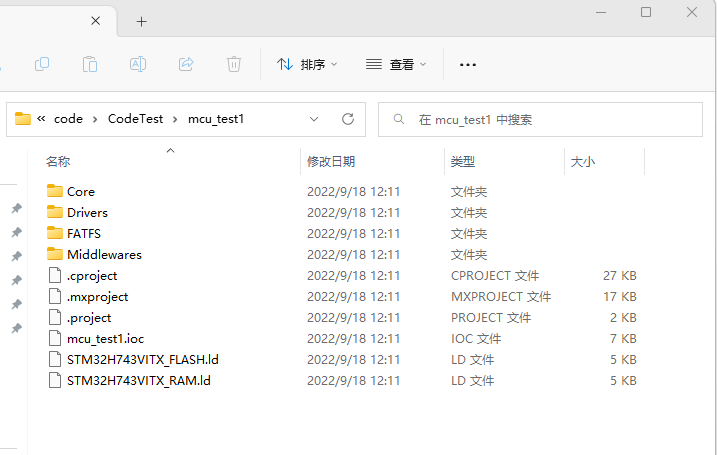 排序 查看
code CodeTest mcu_test1 在 mcu_test1 中搜索
名称 修改日期 类型 大小
Core 2022/9/18 12:11 文件夹
Drivers 2022/9/18 12:11 文件夹
FATFS 2022/9/18 12:11 文件夹
Middlewares 2022/9/18 12:11 文件夹
.cproject 2022/9/18 12:11 CPROJECT 文件 27 KB
.mxproject 2022/9/18 12:11 MXPROJECT 文件 17 KB
.project 2022/9/18 12:11 PROJECT 文件 2 KB
mcu_test1.ioc 2022/9/18 12:11 IOC 文件 7 KB
STM32H743VITX_FLASH.ld 2022/9/18 12:11 LD 文件 5 KB
STM32H743VITX_RAM.ld 2022/9/18 12:11 LD 文件 5 KB